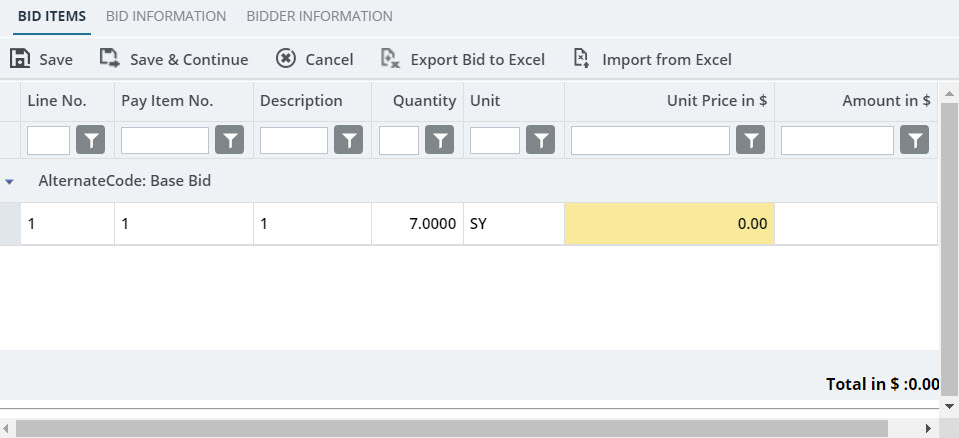 BID ITEMS BID INFORMATION BIDDER INFORMATION
Save Save & Continue Cancel Export Bid to Excel Import from Excel
Line No. Pay Item No. Description Quantity Unit Unit Price in $ Amount in $
AlternateCode: Base Bid
1 1 1 7.0000 SY 0.00
Total in $ :0.00